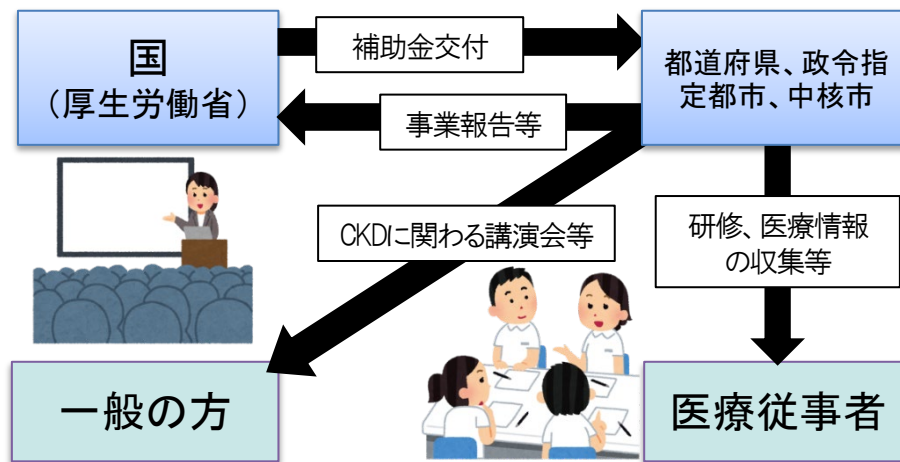 国
（厚生労働省）
補助金交付
都道府県、政令指
定都市、中核市
事業報告等
CKDに関わる講演会等
研修、医療情報
の収集等
一般の方
医療従事者